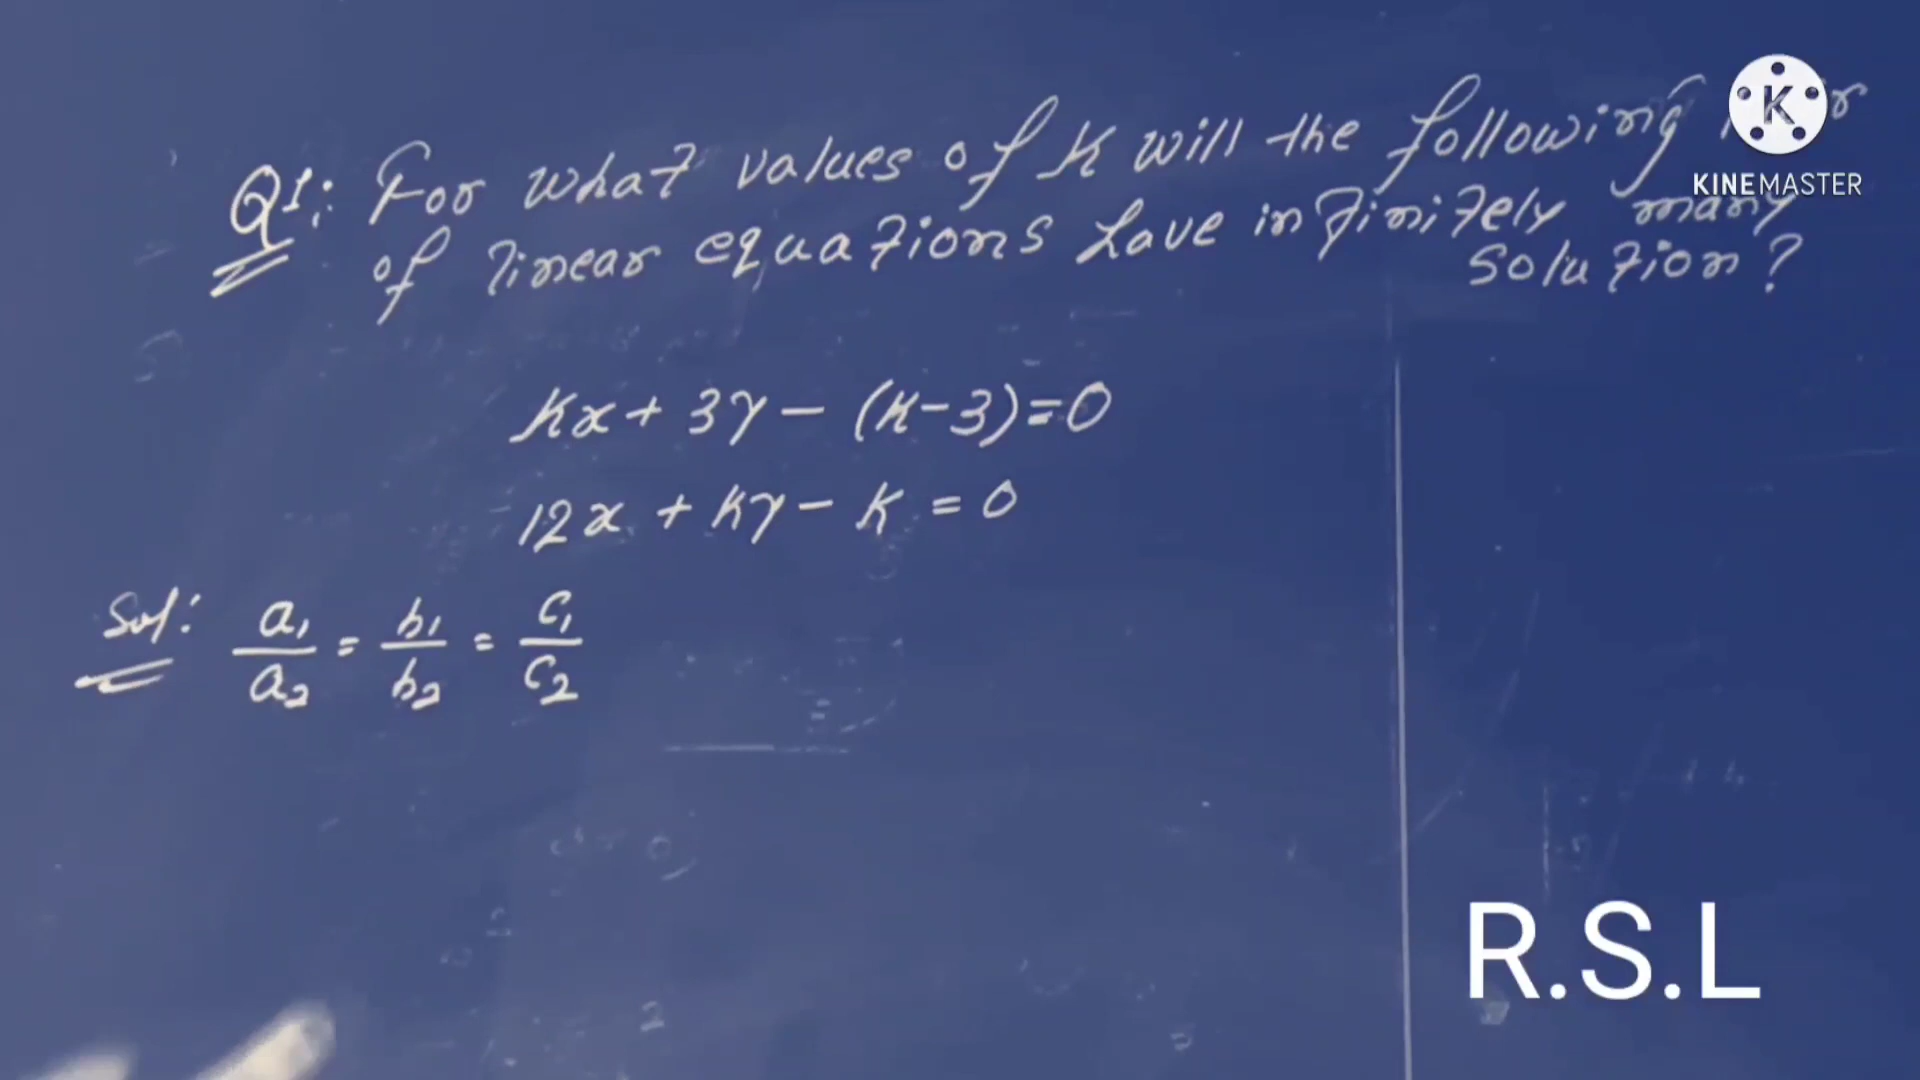 Q1: For what values of K will the following
of linear equations have infinitely many
solution?
Kx + 3y - (K-3) = 0
12x + Ky - K = 0
Sol: a1/a2 = b1/b2 = c1/c2
K
KINEMASTER
R.S.L